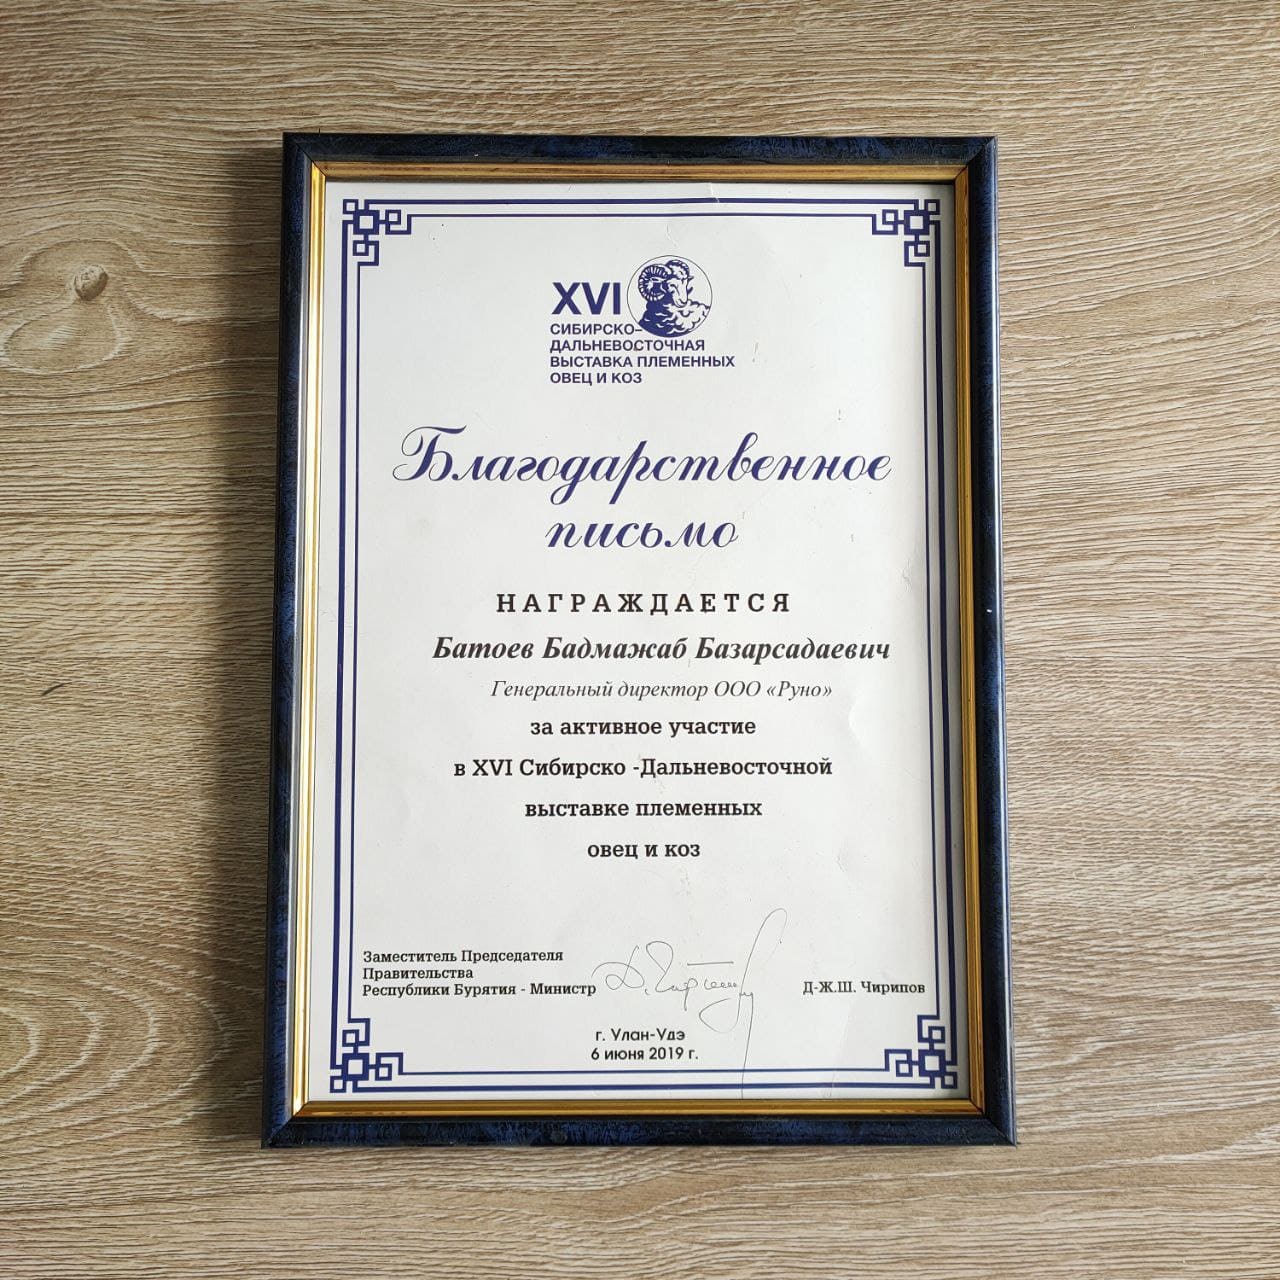 XVI
СИБИРСКО-
ДАЛЬНЕВОСТОЧНАЯ
ВЫСТАВКА ПЛЕМЕННЫХ
ОВЕЦ И КОЗ
Благодарственное
письмо
НАГРАЖДАЕТСЯ
Батоев Бадмажаб Базарсадаевич
Генеральный директор ООО «Руно»
за активное участие
в XVI Сибирско -Дальневосточной
выставке племенных
овец и коз
Заместитель Председателя
Правительства
Республики Бурятия - Министр
Д-Ж.Ш. Чирипов
г. Улан-Удэ
6 июня 2019 г.